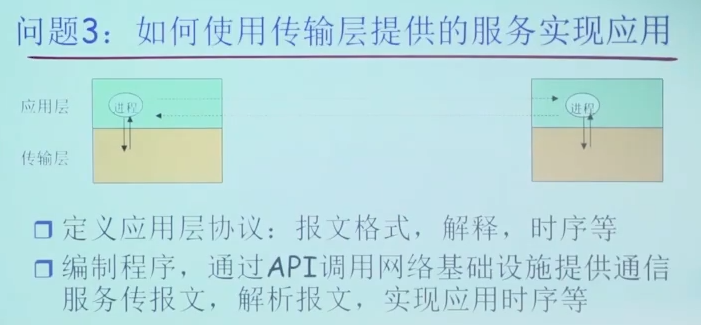 问题3：如何使用传输层提供的服务实现应用
应用层
进程
进程
传输层
定义应用层协议：报文格式，解释，时序等
编制程序，通过API调用网络基础设施提供通信
服务传报文，解析报文，实现应用时序等